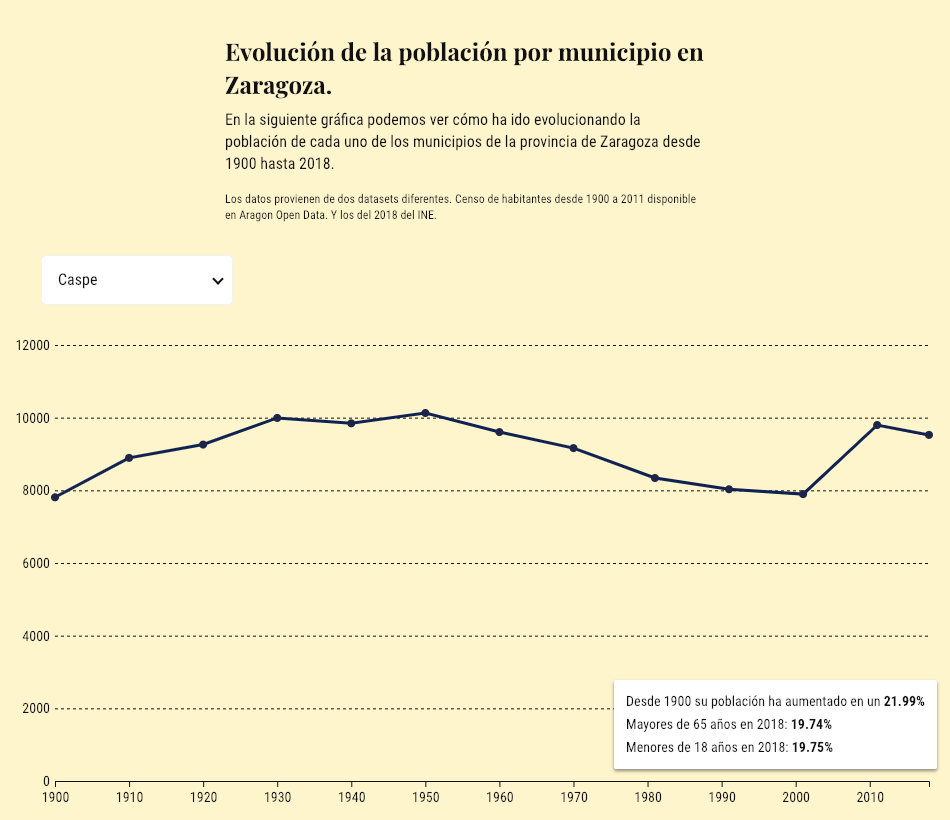 Evolución de la población por municipio en
Zaragoza.
En la siguiente gráfica podemos ver cómo ha ido evolucionando la
población de cada uno de los municipios de la provincia de Zaragoza desde
1900 hasta 2018.
Los datos provienen de dos datasets diferentes. Censo de habitantes desde 1900 a 2011 disponible
en Aragon Open Data. Y los del 2018 del INE.
Caspe
12000
10000
8000
6000
4000
2000
0
Desde 1900 su población ha aumentado en un 21.99%
Mayores de 65 años en 2018: 19.74%
Menores de 18 años en 2018: 19.75%
1900 1910 1920 1930 1940 1950 1960 1970 1980 1990 2000 2010